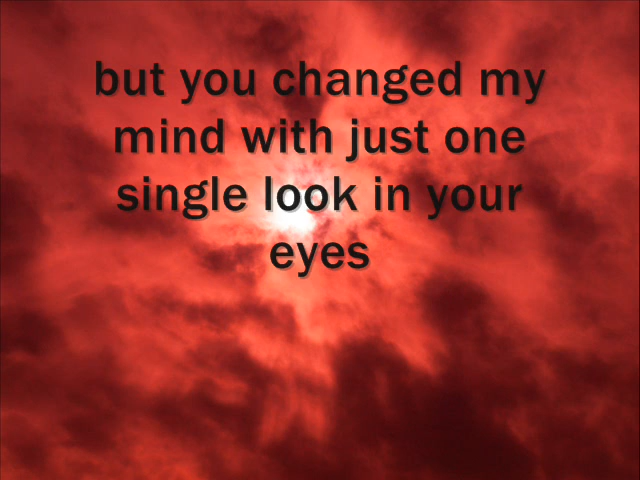 but you changed my
mind with just one
single look in your
eyes